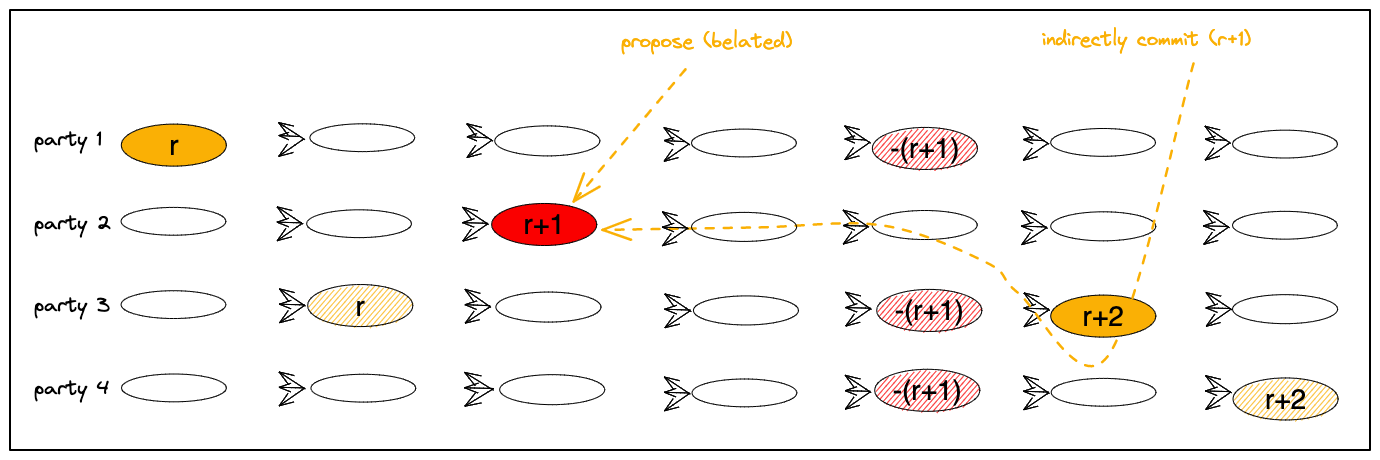 propose (belated)
indirectly commit (r+1)
party 1
r
-(r+1)
party 2
r+1
party 3
r
-(r+1)
r+2
party 4
-(r+1)
r+2